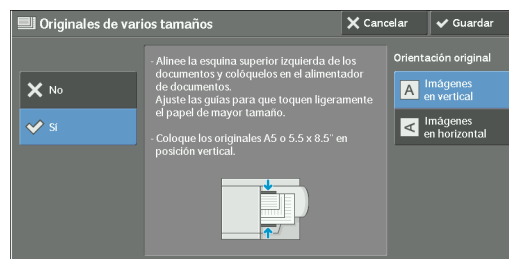 Originales de varios tamaños
Cancelar
Guardar
No
Sí
- Alinee la esquina superior izquierda de los
documentos y colóquelos en el alimentador
de documentos.
Ajuste las guías para que toquen ligeramente
el papel de mayor tamaño.
- Coloque los originales A5 o 5.5 x 8.5" en
posición vertical.
Orientación original
A Imágenes
en vertical
A Imágenes
en horizontal